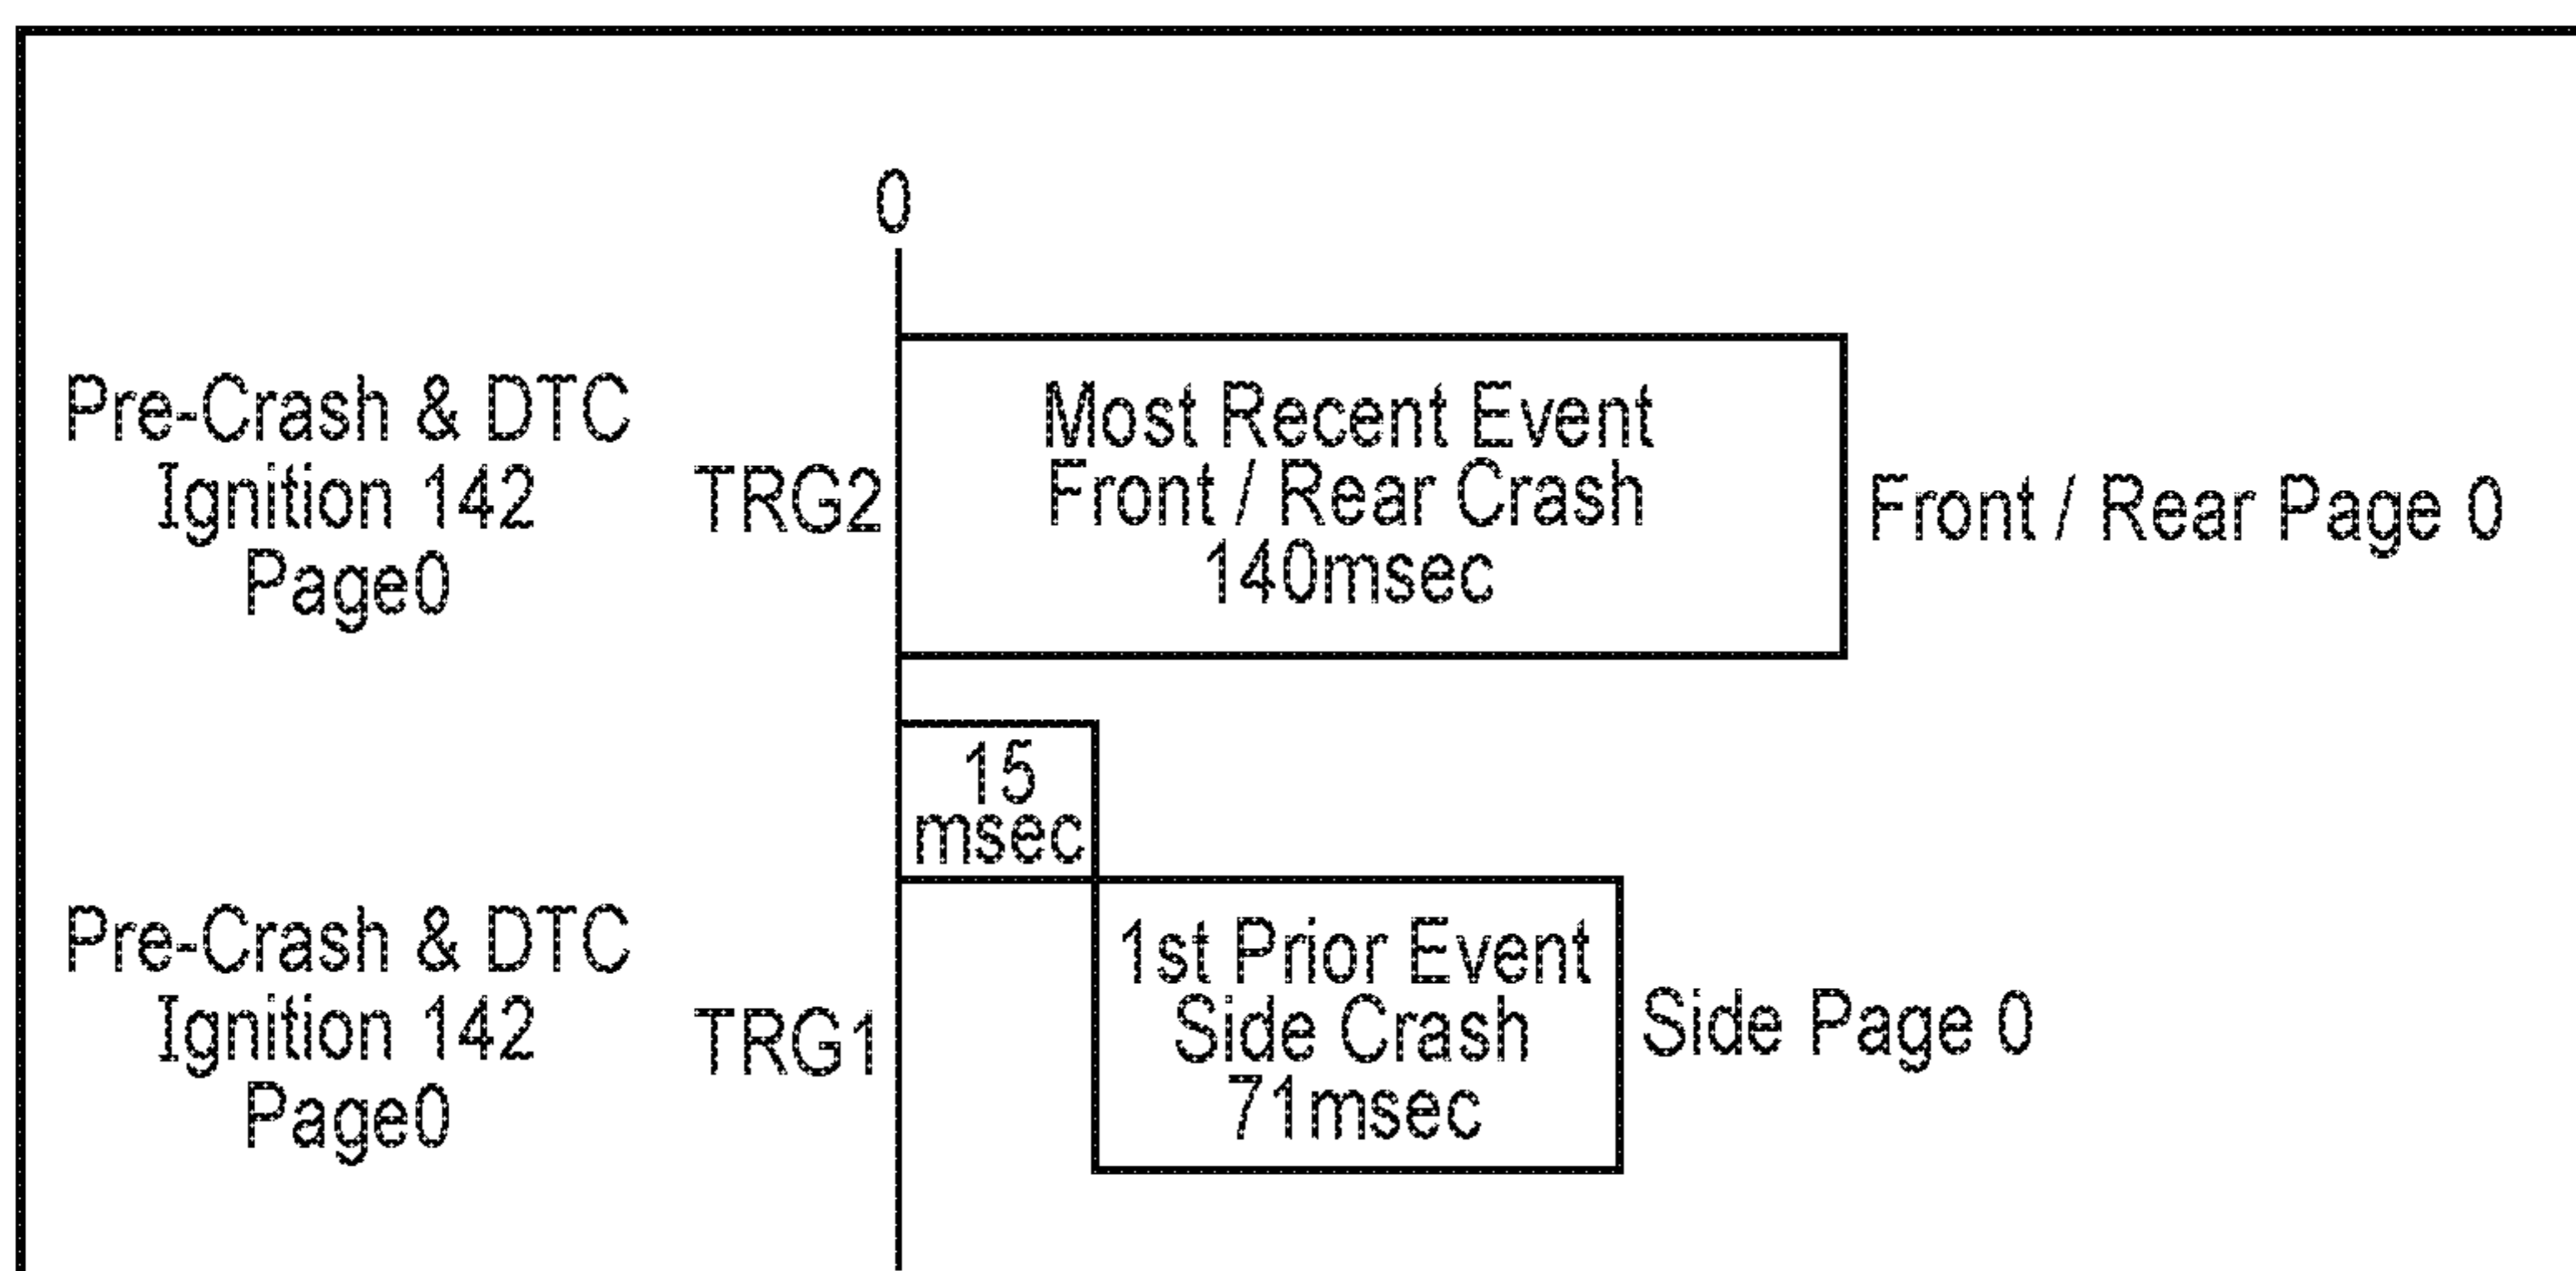 0
Pre-Crash & DTC
Ignition 142
Page0
TRG2
Most Recent Event
Front / Rear Crash
140msec
Front / Rear Page 0
15
msec
Pre-Crash & DTC
Ignition 142
Page0
TRG1
1st Prior Event
Side Crash
71msec
Side Page 0